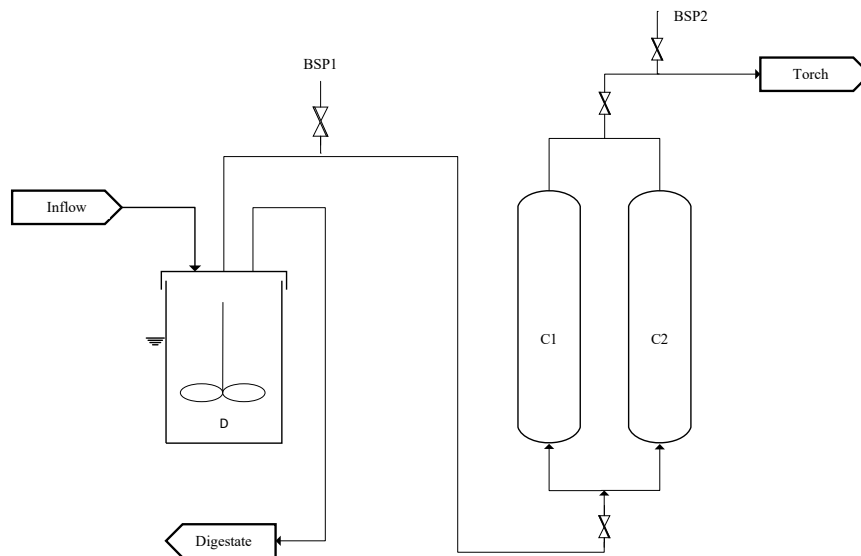 BSP2
Torch
BSP1
Inflow
C1
C2
D
Digestate